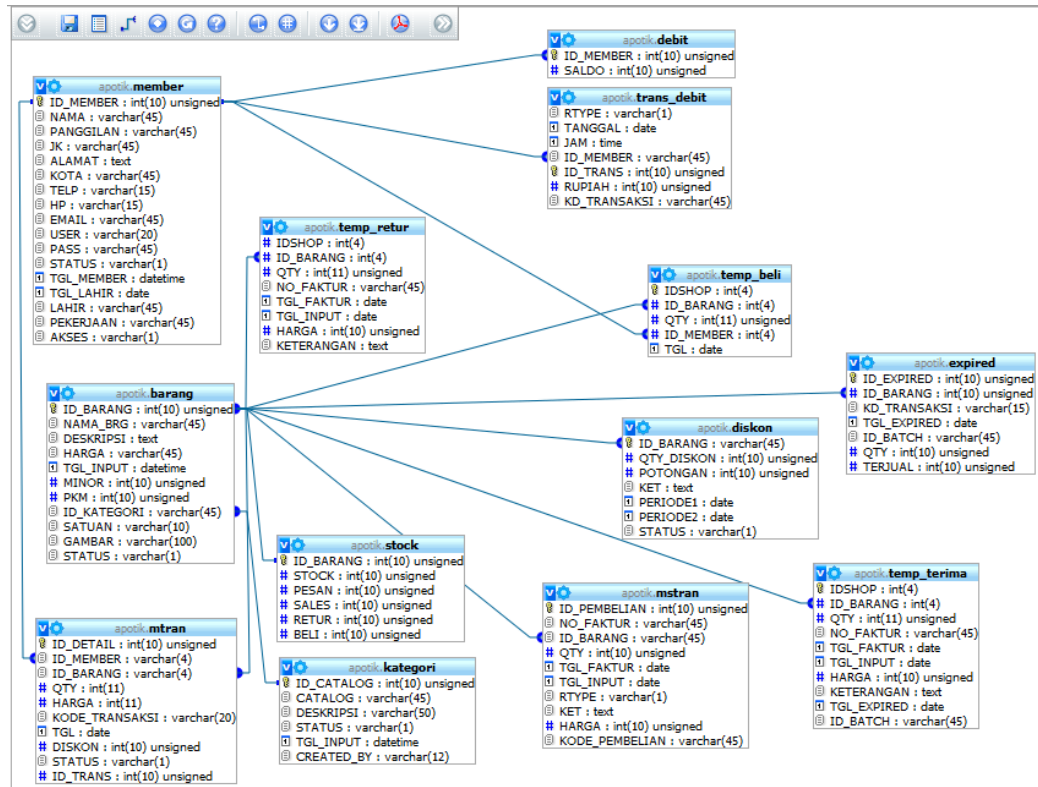 apotik.debit
ID_MEMBER : int(10) unsigned
SALDO : int(10) unsigned
apotik.member
ID_MEMBER : int(10) unsigned
NAMA : varchar(45)
PANGGILAN : varchar(45)
JK : varchar(45)
ALAMAT : text
KOTA : varchar(45)
TELP : varchar(15)
HP : varchar(15)
EMAIL : varchar(45)
USER : varchar(20)
PASS : varchar(45)
STATUS : varchar(1)
TGL_MEMBER : datetime
TGL_LAHIR : date
LAHIR : varchar(45)
PEKERJAAN : varchar(45)
AKSES : varchar(1)
apotik.trans_debit
RTYPE : varchar(1)
TANGGAL : date
JAM : time
ID_MEMBER : varchar(45)
ID_TRANS : int(10) unsigned
RUPIAH : int(10) unsigned
KD_TRANSAKSI : varchar(45)
apotik.temp_retur
IDSHOP : int(4)
ID_BARANG : int(4)
QTY : int(11) unsigned
NO_FAKTUR : varchar(45)
TGL_FAKTUR : date
TGL_INPUT : date
HARGA : int(10) unsigned
KETERANGAN : text
apotik.temp_beli
IDSHOP : int(4)
ID_BARANG : int(4)
QTY : int(11) unsigned
ID_MEMBER : int(4)
TGL : date
apotik.expired
ID_EXPIRED : int(10) unsigned
ID_BARANG : int(10) unsigned
KD_TRANSAKSI : varchar(15)
TGL_EXPIRED : date
ID_BATCH : varchar(45)
QTY : int(10) unsigned
TERJUAL : int(10) unsigned
apotik.barang
ID_BARANG : int(10) unsigned
NAMA_BRG : varchar(45)
DESKRIPSI : text
HARGA : varchar(45)
TGL_INPUT : datetime
MINOR : int(10) unsigned
PKM : int(10) unsigned
ID_KATEGORI : varchar(45)
SATUAN : varchar(10)
GAMBAR : varchar(100)
STATUS : varchar(1)
apotik.diskon
ID_BARANG : varchar(45)
QTY_DISKON : int(10) unsigned
POTONGAN : int(10) unsigned
KET : text
PERIODE1 : date
PERIODE2 : date
STATUS : varchar(1)
apotik.stock
ID_BARANG : int(10) unsigned
STOCK : int(10) unsigned
PESAN : int(10) unsigned
SALES : int(10) unsigned
RETUR : int(10) unsigned
BELI : int(10) unsigned
apotik.temp_terima
IDSHOP : int(4)
ID_BARANG : int(4)
QTY : int(11) unsigned
NO_FAKTUR : varchar(45)
TGL_FAKTUR : date
TGL_INPUT : date
HARGA : int(10) unsigned
KETERANGAN : text
TGL_EXPIRED : date
ID_BATCH : varchar(45)
apotik.mstran
ID_PEMBELIAN : int(10) unsigned
NO_FAKTUR : varchar(45)
ID_BARANG : varchar(45)
QTY : int(10) unsigned
TGL_FAKTUR : date
TGL_INPUT : date
RTYPE : varchar(1)
KET : text
HARGA : int(10) unsigned
KODE_PEMBELIAN : varchar(45)
apotik.mtran
ID_DETAIL : int(10) unsigned
ID_MEMBER : varchar(4)
ID_BARANG : varchar(4)
QTY : int(11)
HARGA : int(11)
KODE_TRANSAKSI : varchar(20)
TGL : date
DISKON : int(10) unsigned
STATUS : varchar(1)
ID_TRANS : int(10) unsigned
apotik.kategori
ID_CATALOG : int(10) unsigned
CATALOG : varchar(45)
DESKRIPSI : varchar(50)
STATUS : varchar(1)
TGL_INPUT : datetime
CREATED_BY : varchar(12)